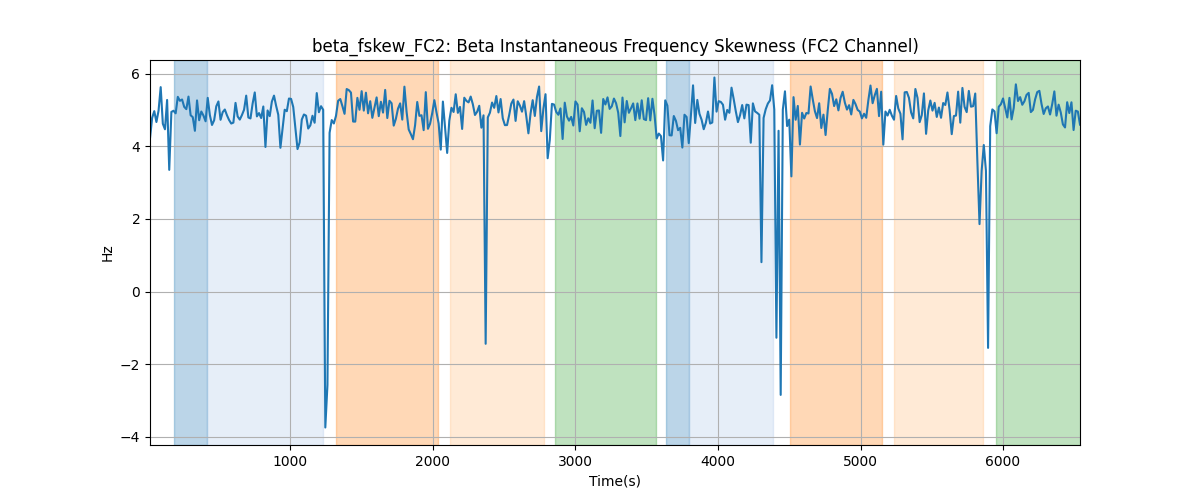 beta_fskew_FC2: Beta Instantaneous Frequency Skewness (FC2 Channel)
6
4
2
0
−2
−4
Hz
1000 2000 3000 4000 5000 6000
Time(s)